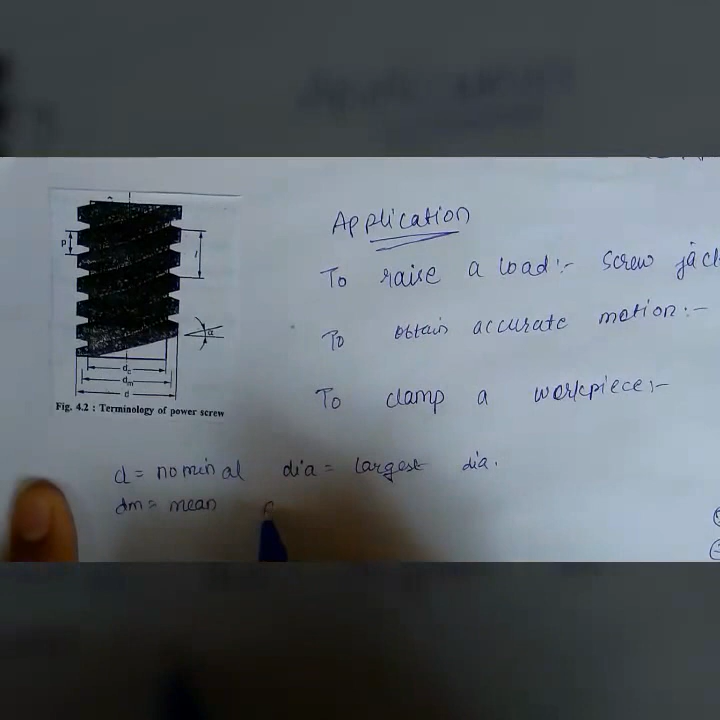 Application
To raise a load:- screw jack
To obtain accurate motion:-
To clamp a workpiece:-
p
l
α
dc
dm
d
Fig. 4.2 : Terminology of power screw
d = nominal dia = largest dia.
dm = mean